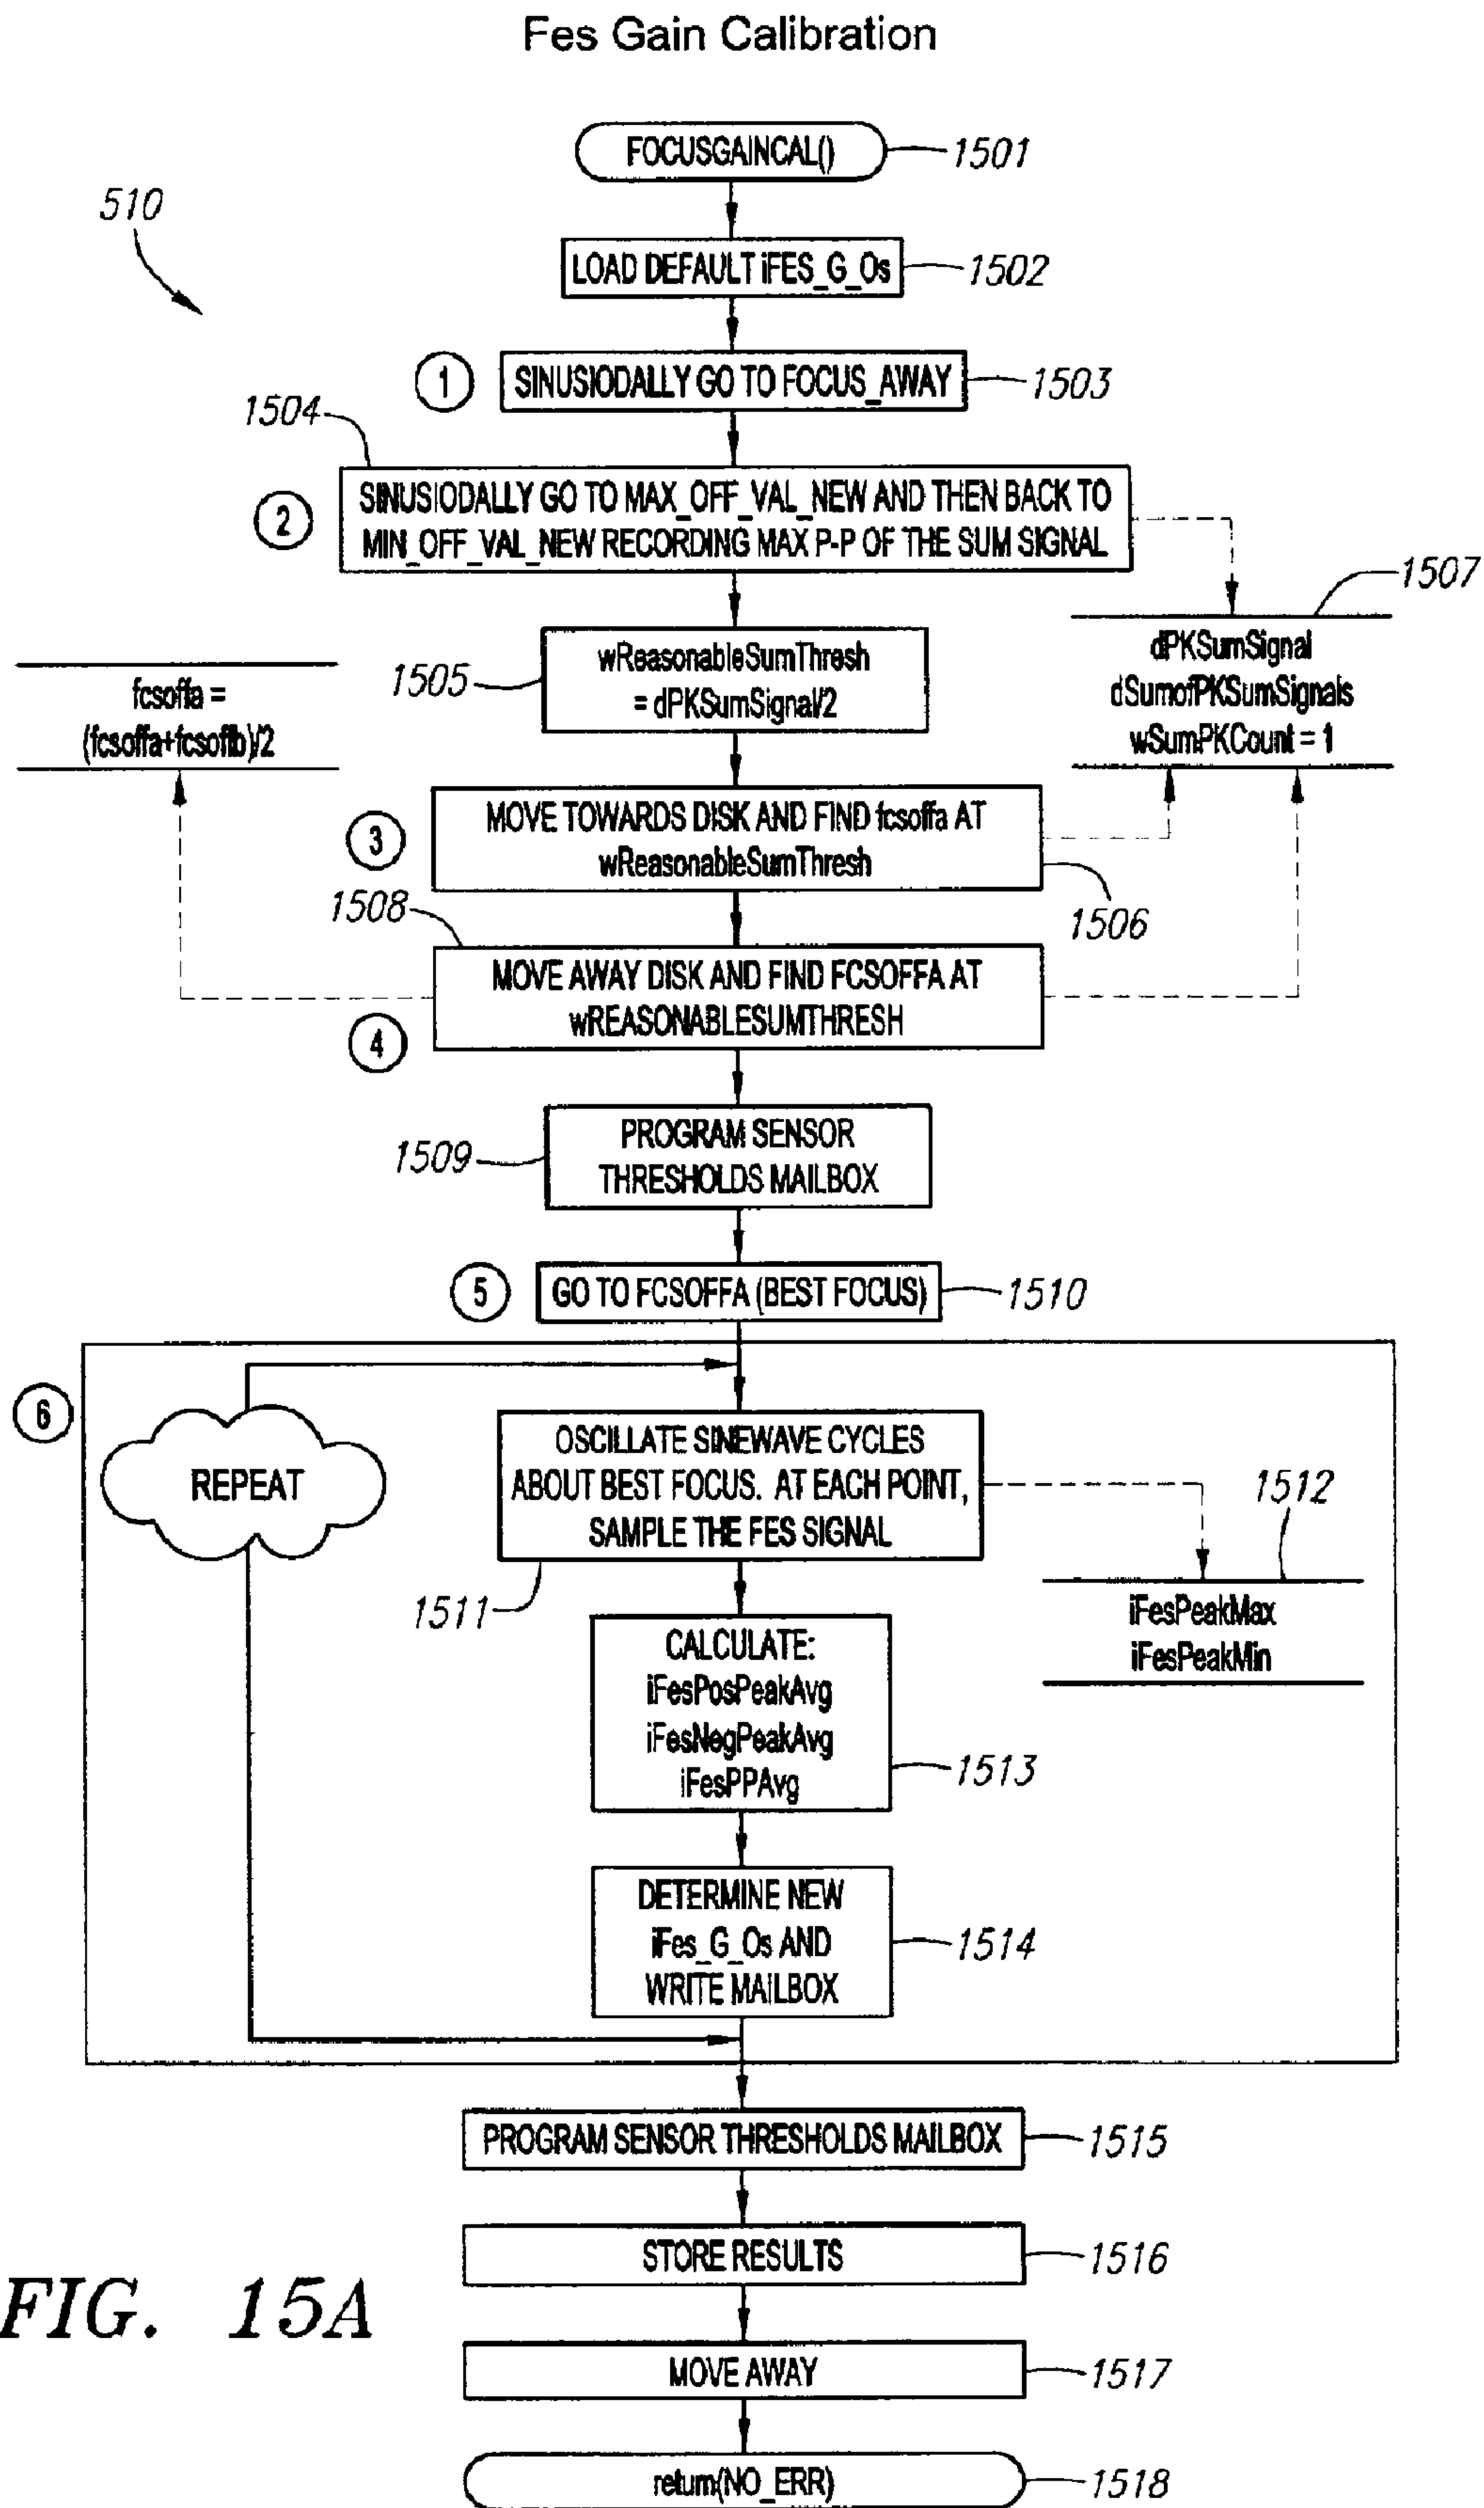 Fes Gain Calibration
FOCUSGAINCAL()
1501
510
LOAD DEFAULT iFES_G_Os
1502
1
SINUSIODALLY GO TO FOCUS_AWAY
1503
1504
2
SINUSIODALLY GO TO MAX_OFF_VAL_NEW AND THEN BACK TO
MIN_OFF_VAL_NEW RECORDING MAX P-P OF THE SUM SIGNAL
1507
dPKSumSignal
dSumofPKSumSignals
wSumPKCount = 1
1505
wReasonableSumThresh
= dPKSumSignal/2
fcsoffa =
(fcsoffa+fcsoffb)/2
3
MOVE TOWARDS DISK AND FIND fcsoffa AT
wReasonableSumThresh
1506
1508
MOVE AWAY DISK AND FIND FCSOFFA AT
wREASONABLESUMTHRESH
4
1509
PROGRAM SENSOR
THRESHOLDS MAILBOX
5
GO TO FCSOFFA (BEST FOCUS)
1510
6
REPEAT
OSCILLATE SINEWAVE CYCLES
ABOUT BEST FOCUS. AT EACH POINT,
SAMPLE THE FES SIGNAL
1511
1512
iFesPeakMax
iFesPeakMin
CALCULATE:
iFesPosPeakAvg
iFesNegPeakAvg
iFesPPAvg
1513
DETERMINE NEW
iFes_G_Os AND
WRITE MAILBOX
1514
PROGRAM SENSOR THRESHOLDS MAILBOX
1515
STORE RESULTS
1516
MOVE AWAY
1517
return(NO_ERR)
1518
FIG. 15A